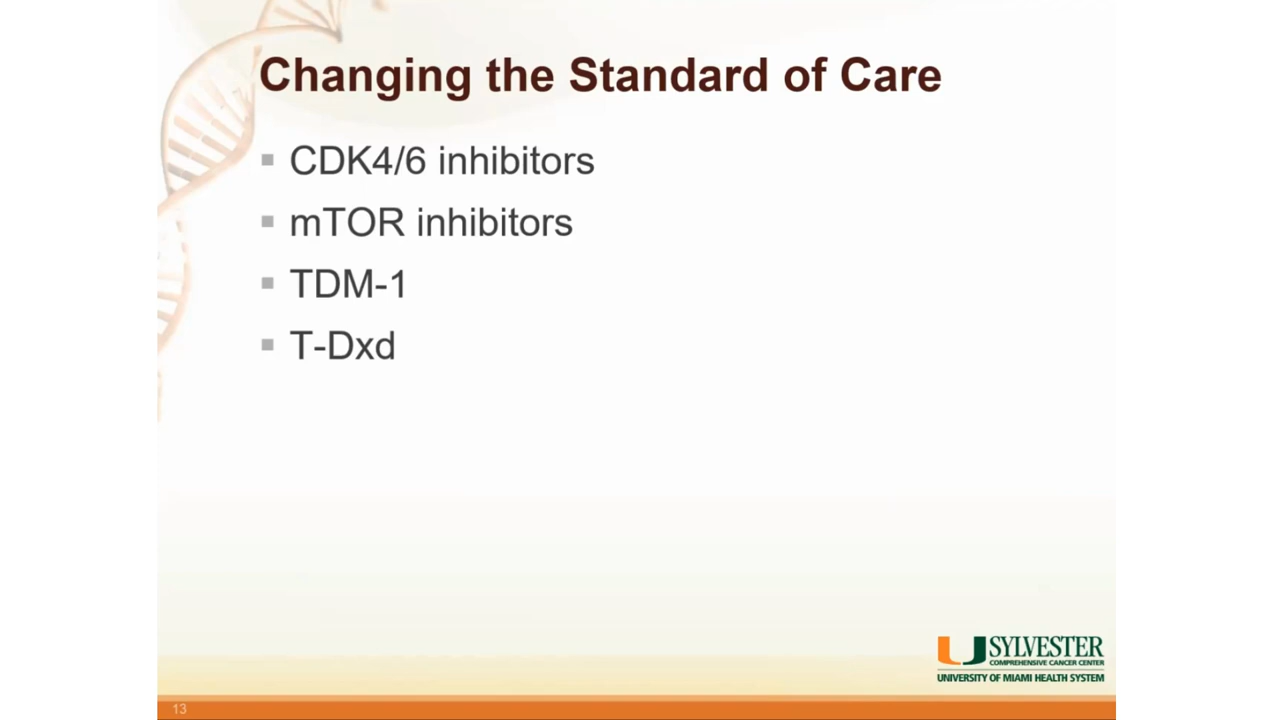 Changing the Standard of Care
▪ CDK4/6 inhibitors
▪ mTOR inhibitors
▪ TDM-1
▪ T-Dxd
SYLVESTER
COMPREHENSIVE CANCER CENTER
UNIVERSITY OF MIAMI HEALTH SYSTEM
13